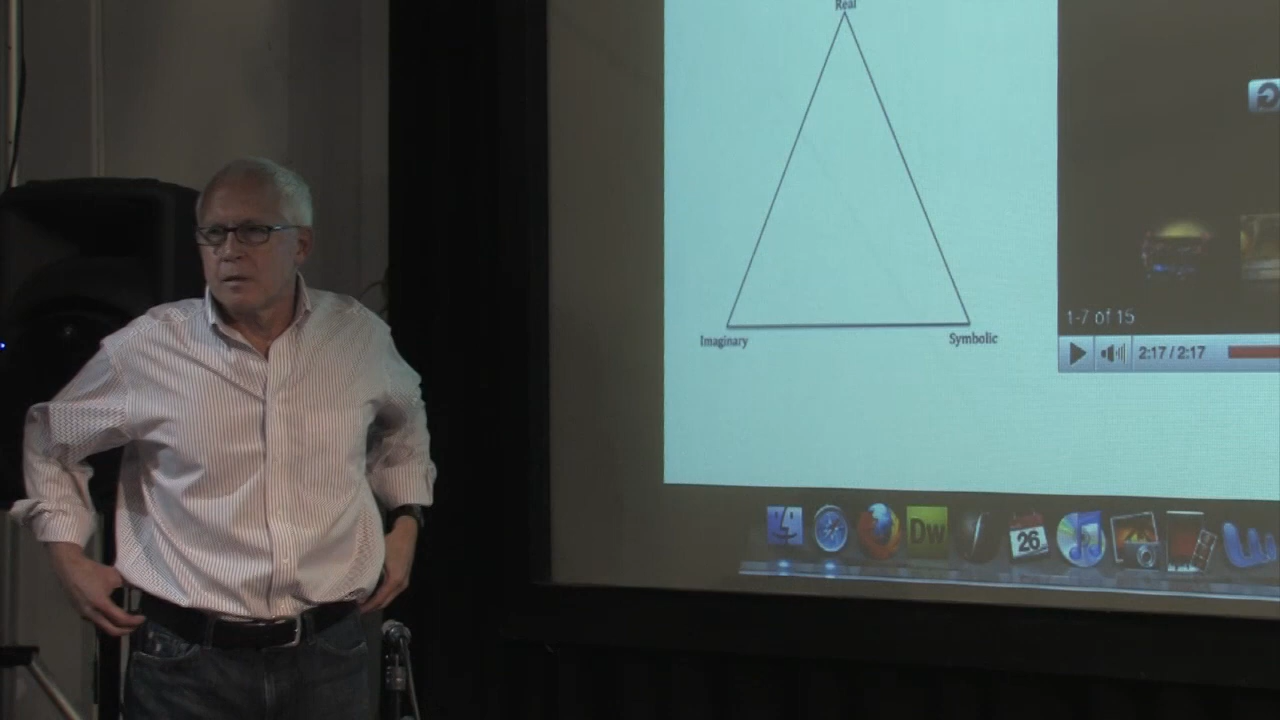 Real
Imaginary
Symbolic
1-7 of 15
2:17 / 2:17
Dw
26